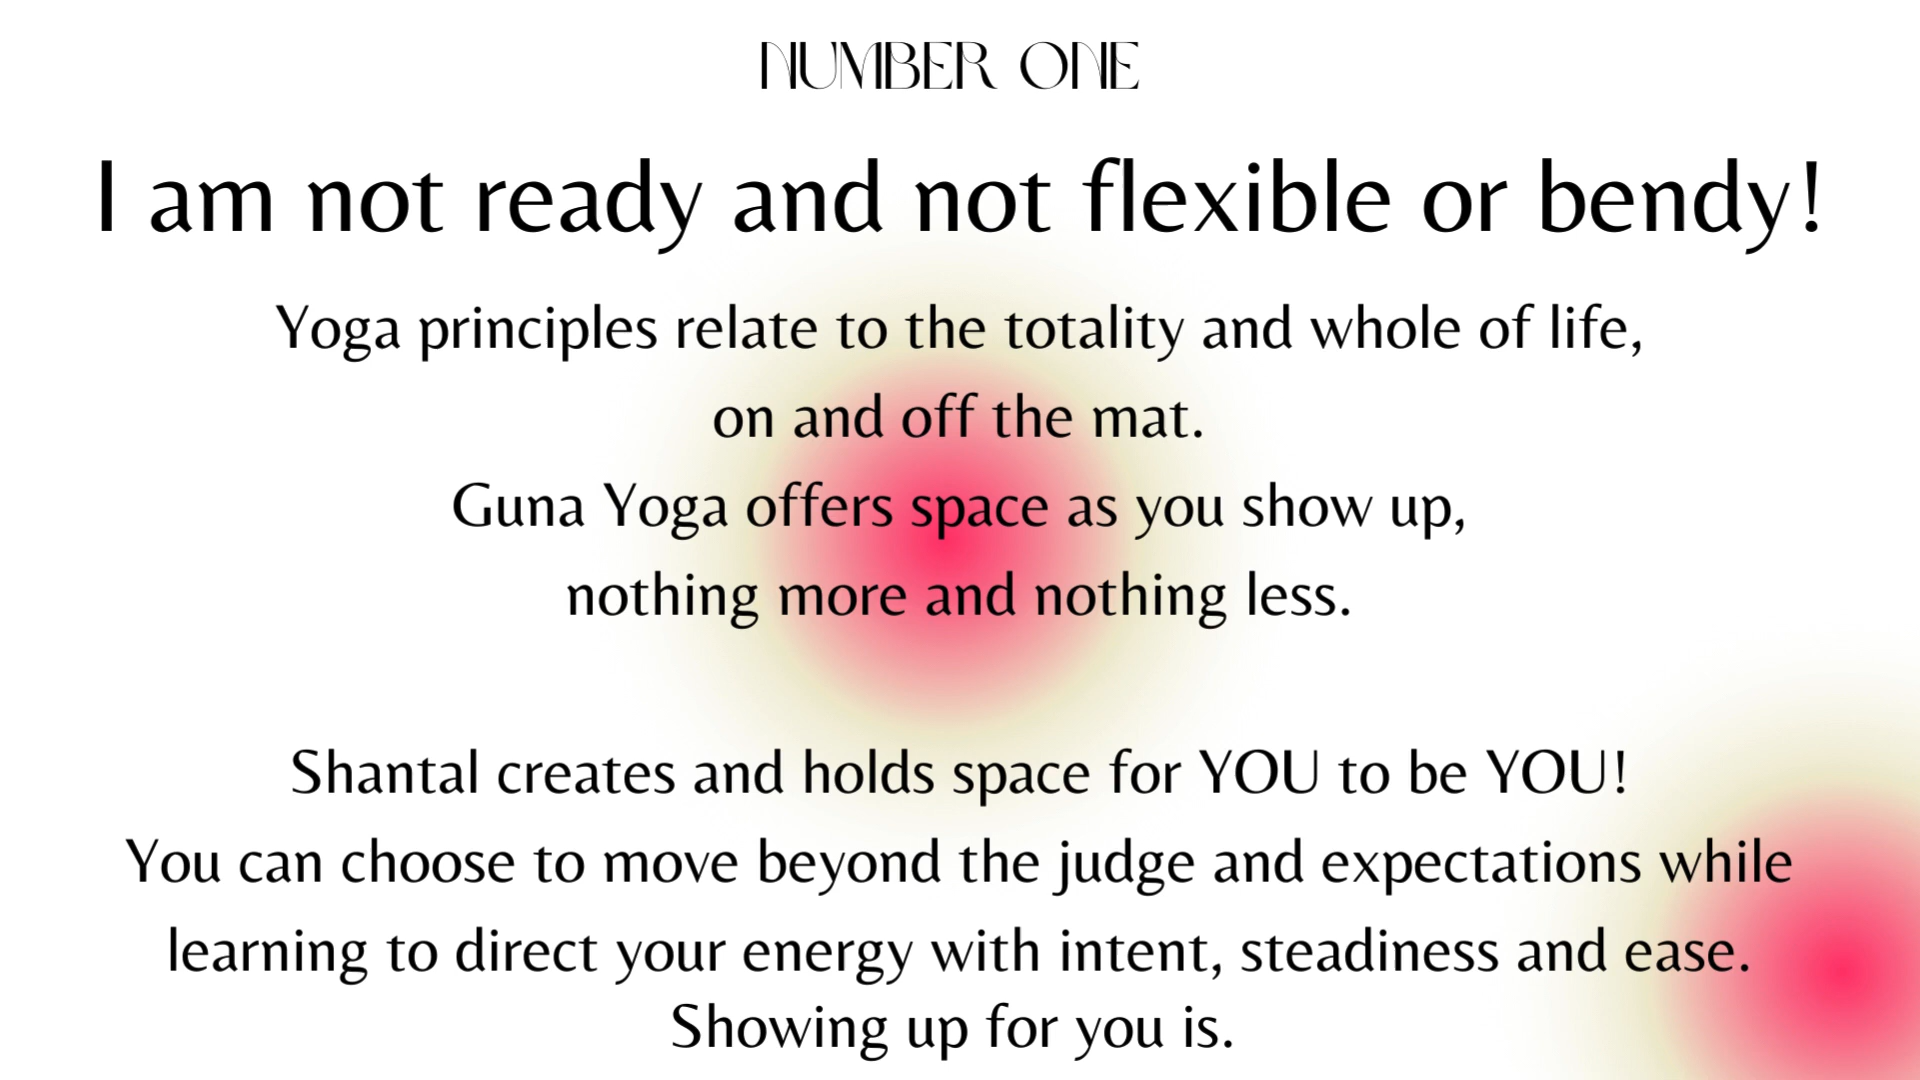 NUMBER ONE
I am not ready and not flexible or bendy!
Yoga principles relate to the totality and whole of life,
on and off the mat.
Guna Yoga offers space as you show up,
nothing more and nothing less.
Shantal creates and holds space for YOU to be YOU!
You can choose to move beyond the judge and expectations while
learning to direct your energy with intent, steadiness and ease.
Showing up for you is.